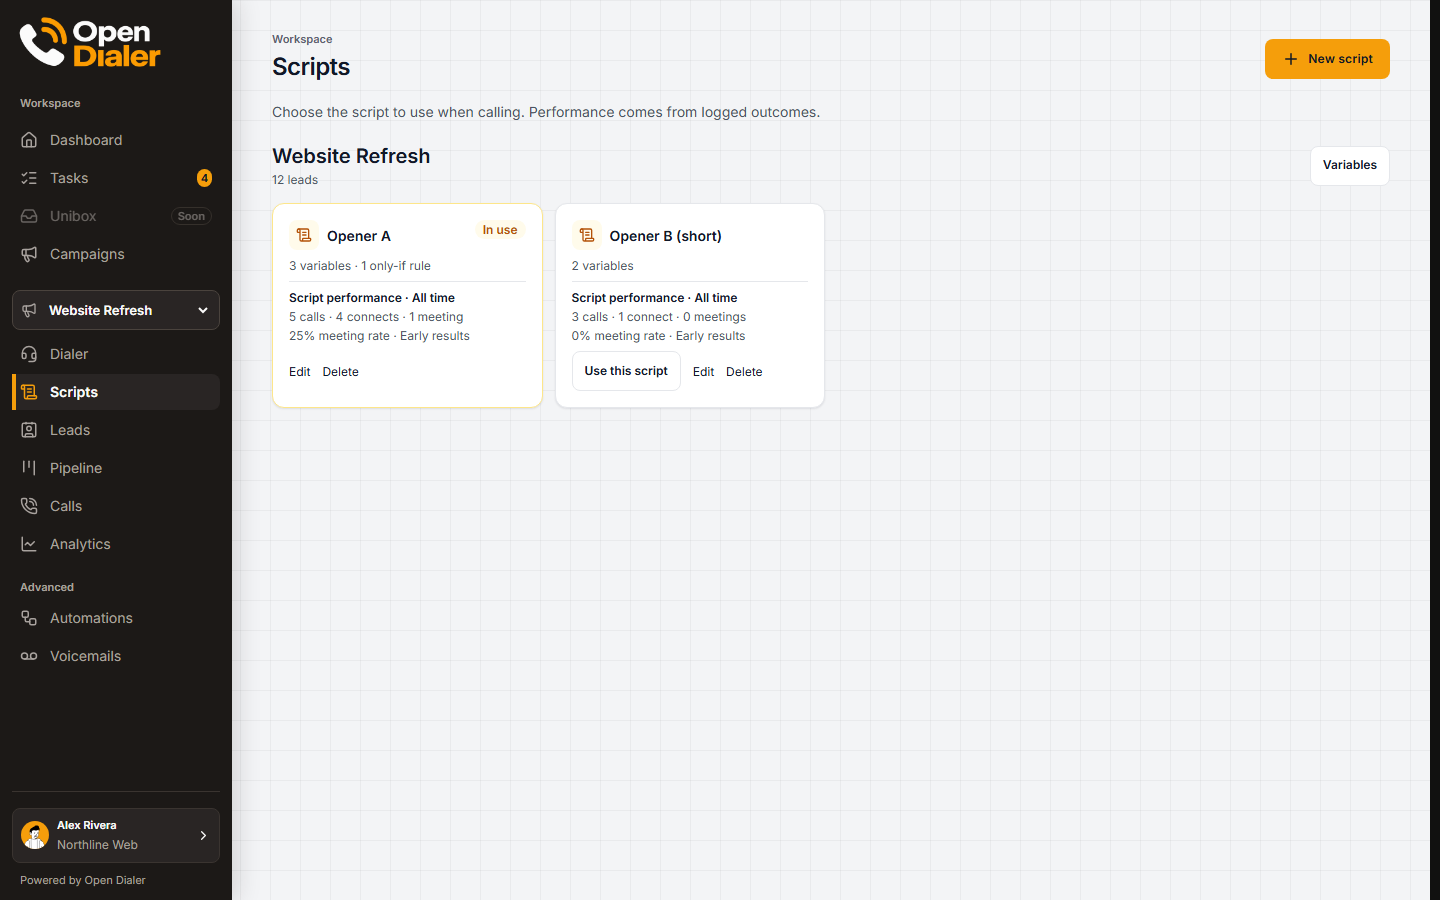 Open
Dialer
Workspace
Dashboard
Tasks 4
Unibox Soon
Campaigns
Website Refresh
Dialer
Scripts
Leads
Pipeline
Calls
Analytics
Advanced
Automations
Voicemails
Alex Rivera
Northline Web
Powered by Open Dialer
Workspace
Scripts
New script
Choose the script to use when calling. Performance comes from logged outcomes.
Website Refresh
12 leads
Variables
Opener A In use
3 variables · 1 only-if rule
Script performance · All time
5 calls · 4 connects · 1 meeting
25% meeting rate · Early results
Edit Delete
Opener B (short)
2 variables
Script performance · All time
3 calls · 1 connect · 0 meetings
0% meeting rate · Early results
Use this script Edit Delete